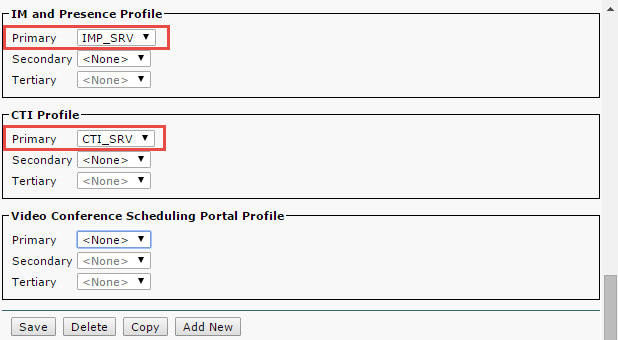 IM and Presence Profile
Primary IMP_SRV
Secondary <None>
Tertiary <None>
CTI Profile
Primary CTI_SRV
Secondary <None>
Tertiary <None>
Video Conference Scheduling Portal Profile
Primary <None>
Secondary <None>
Tertiary <None>
Save Delete Copy Add New